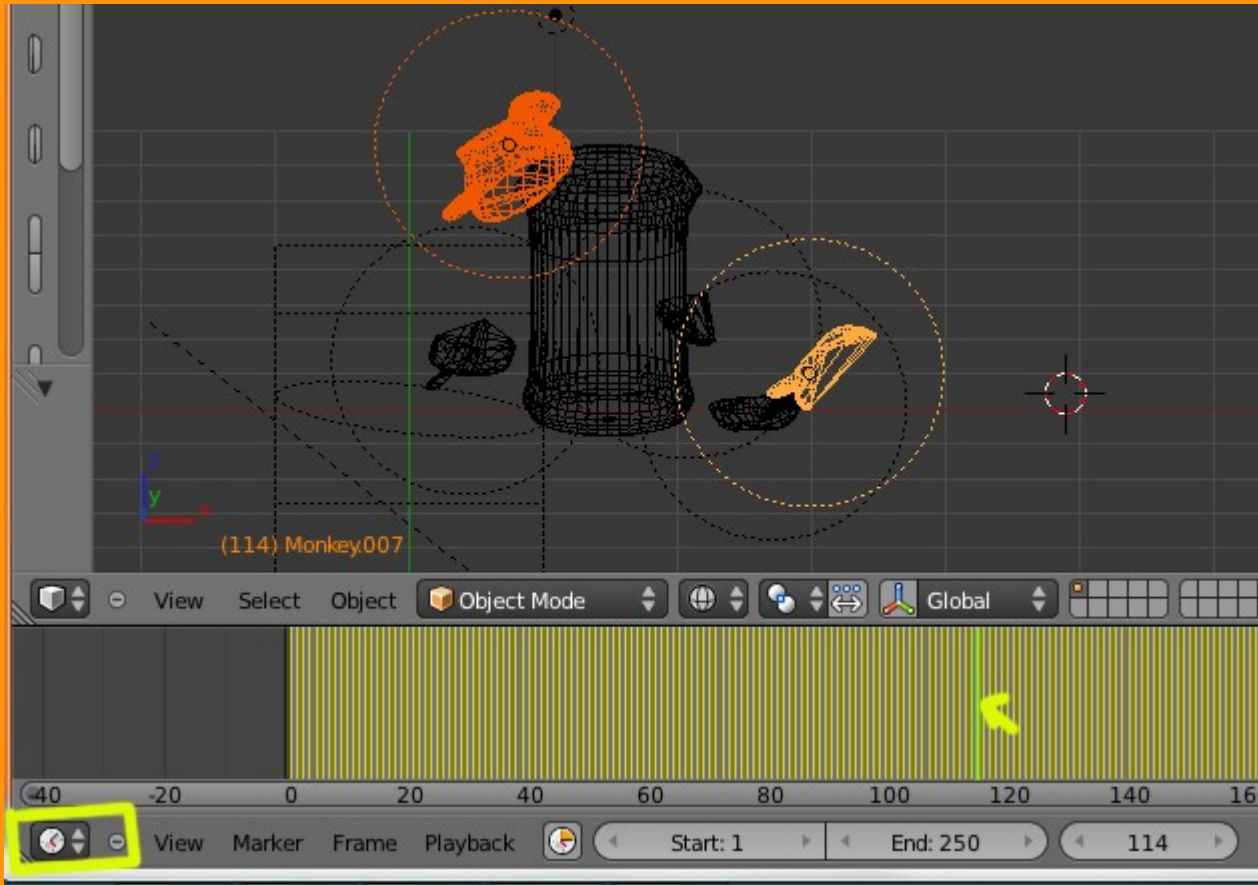 z
y
x
(114) Monkey.007
View Select Object Object Mode Global
-40 -20 0 20 40 60 80 100 120 140 16
View Marker Frame Playback Start: 1 End: 250 114